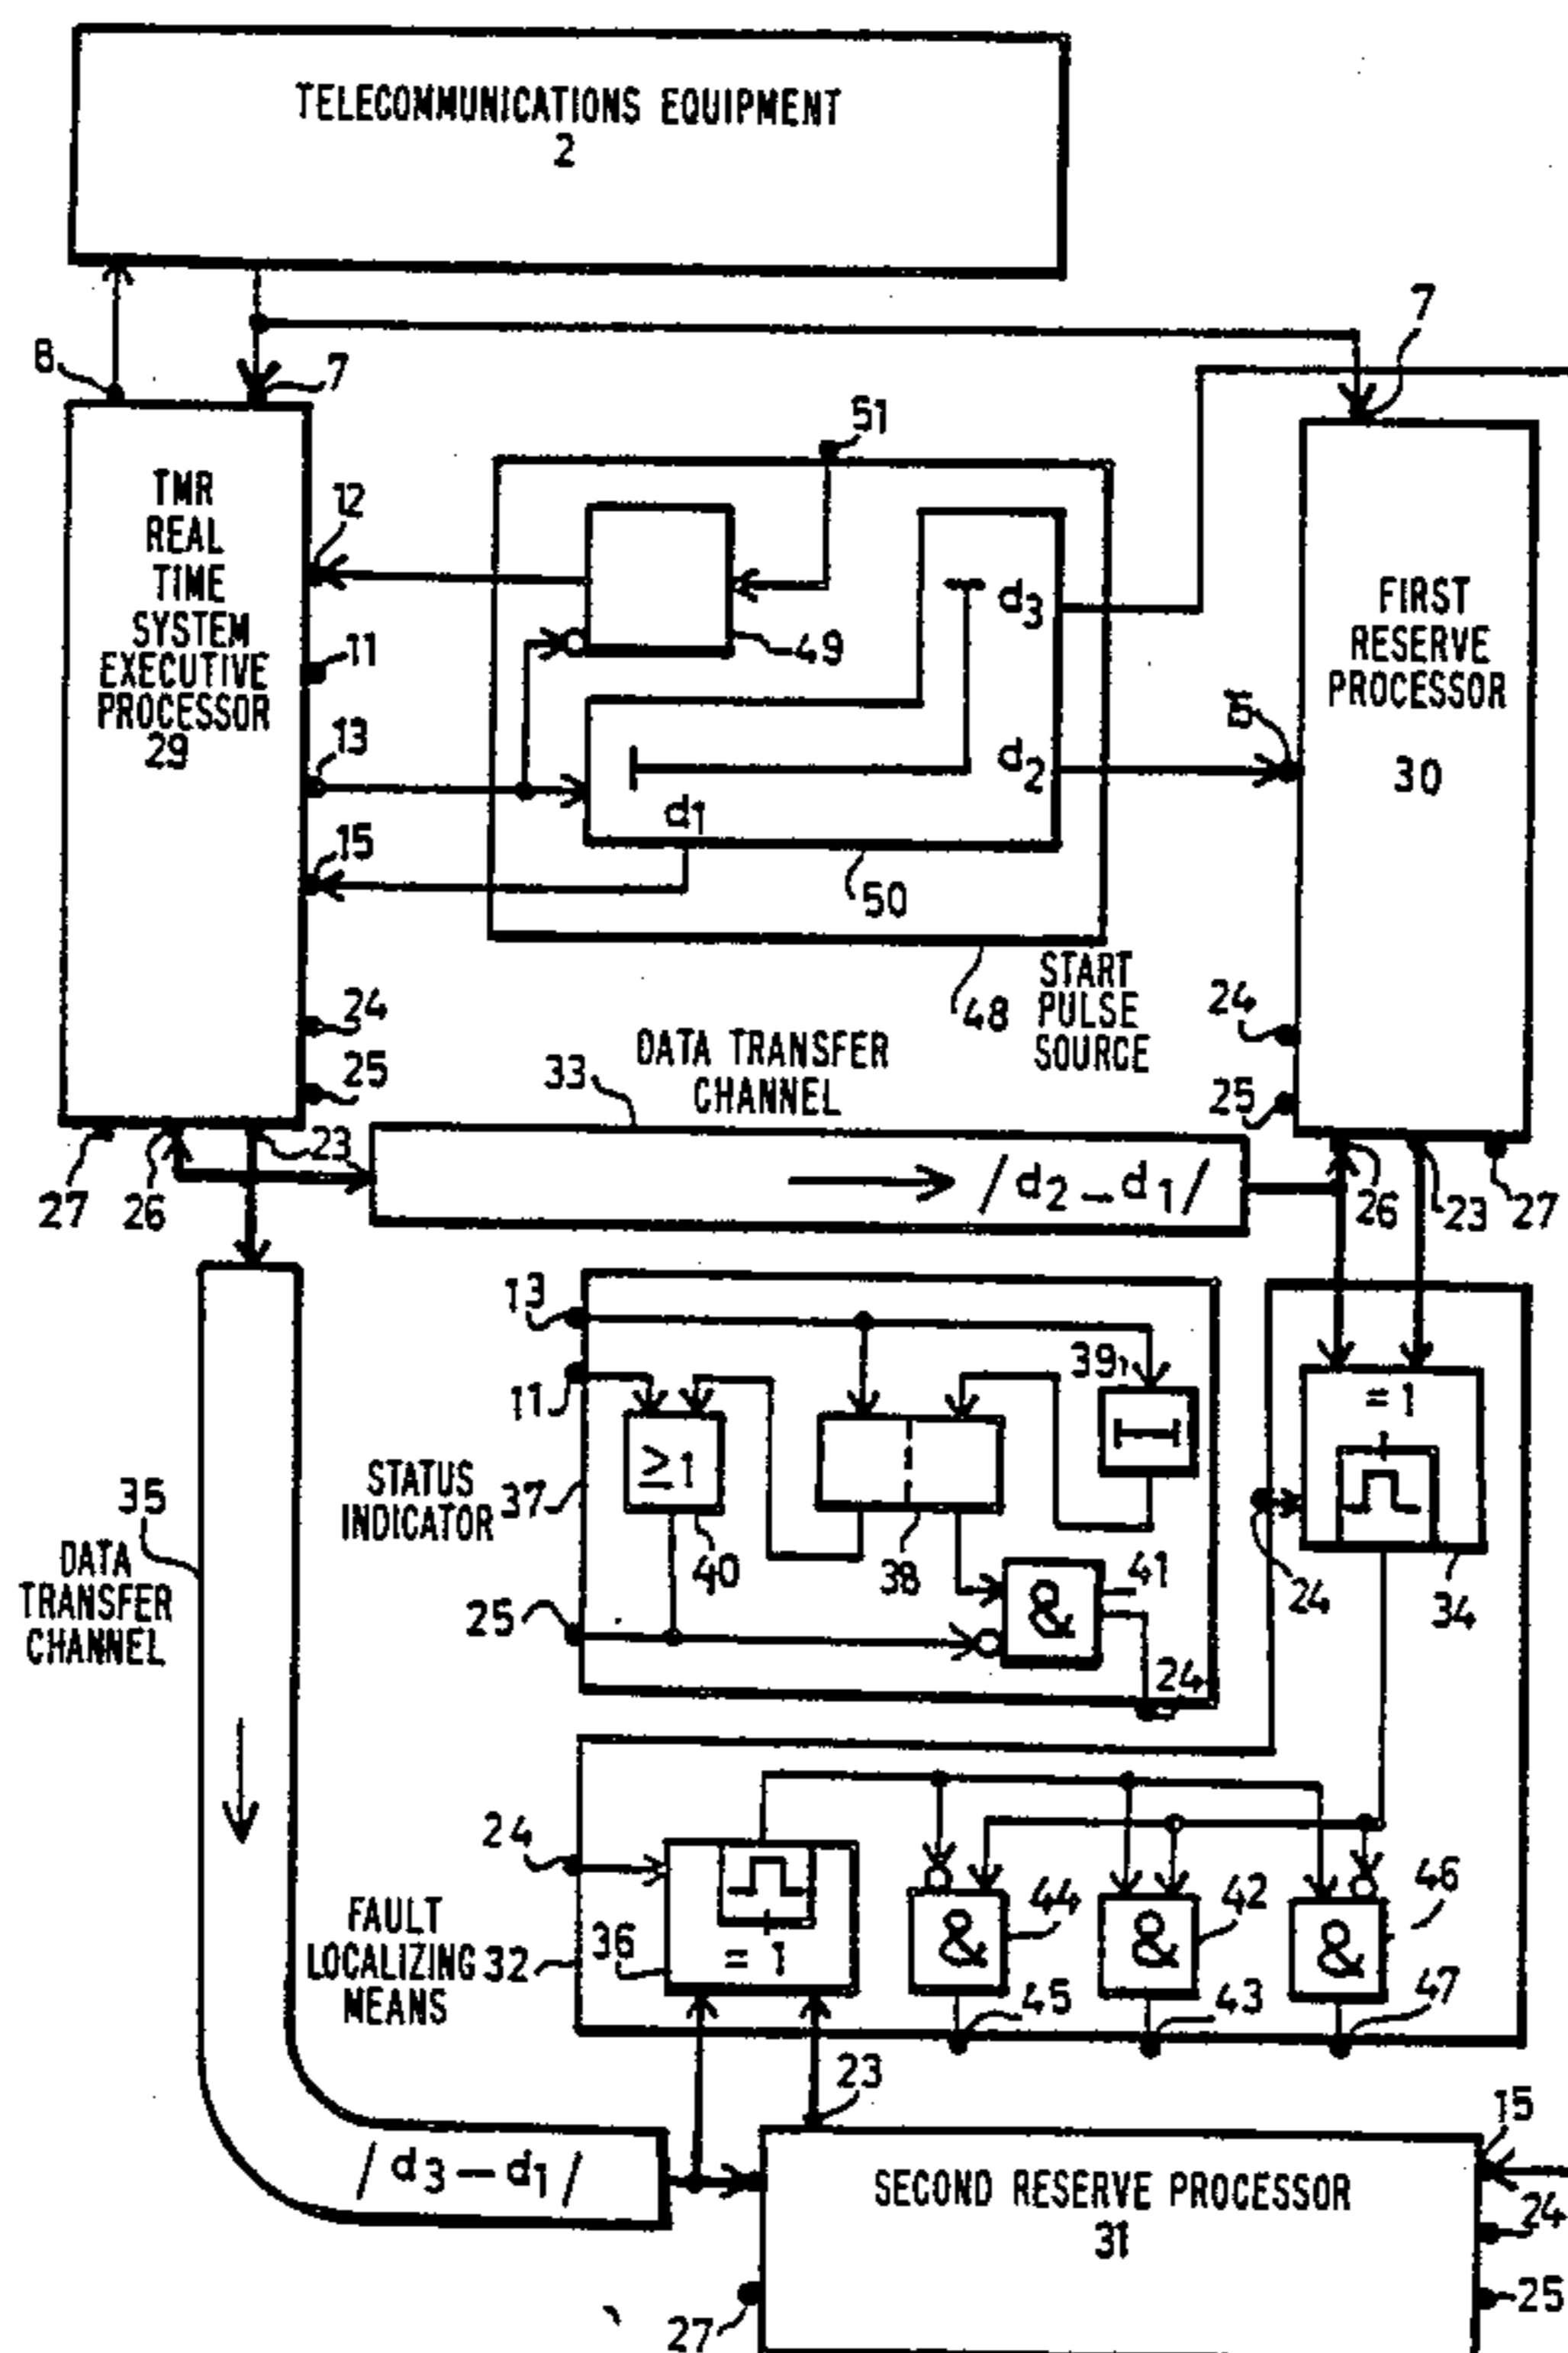 TELECOMMUNICATIONS EQUIPMENT
2
8
7
7
TMR
REAL
TIME
SYSTEM
EXECUTIVE
PROCESSOR
29
12
11
13
15
24
25
51
49
d3
d2
d1
50
48
START
PULSE
SOURCE
FIRST
RESERVE
PROCESSOR
30
24
25
DATA TRANSFER
CHANNEL
33
/d2-d1/
27
26
23
26
23
27
13
11
25
STATUS
INDICATOR 37
≥1
40
38
39
&
41
24
= 1
24
34
35
DATA
TRANSFER
CHANNEL
24
FAULT
LOCALIZING 32
MEANS
36
= 1
&
44
&
42
&
46
45
43
47
23
/d3-d1/
SECOND RESERVE PROCESSOR
31
15
24
25
27